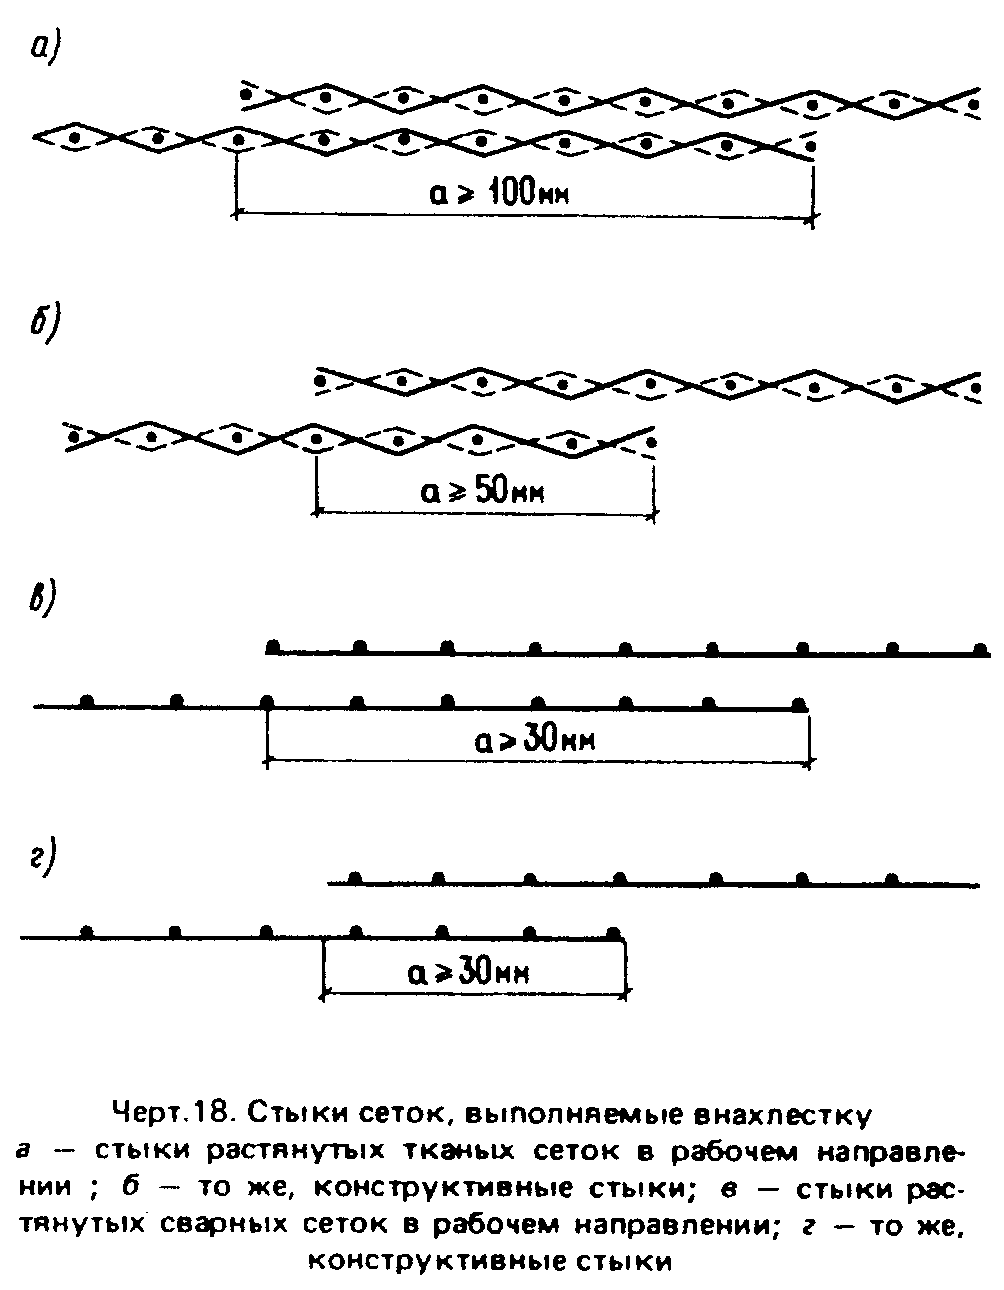 а)
а ⩾ 100мм
б)
а ⩾ 50мм
в)
а ⩾ 30мм
г)
а ⩾ 30мм
Черт.18. Стыки сеток, выполняемые внахлестку
а — стыки растянутых тканых сеток в рабочем направле-
нии ; б — то же, конструктивные стыки; в — стыки рас-
тянутых сварных сеток в рабочем направлении; г — то же,
конструктивные стыки